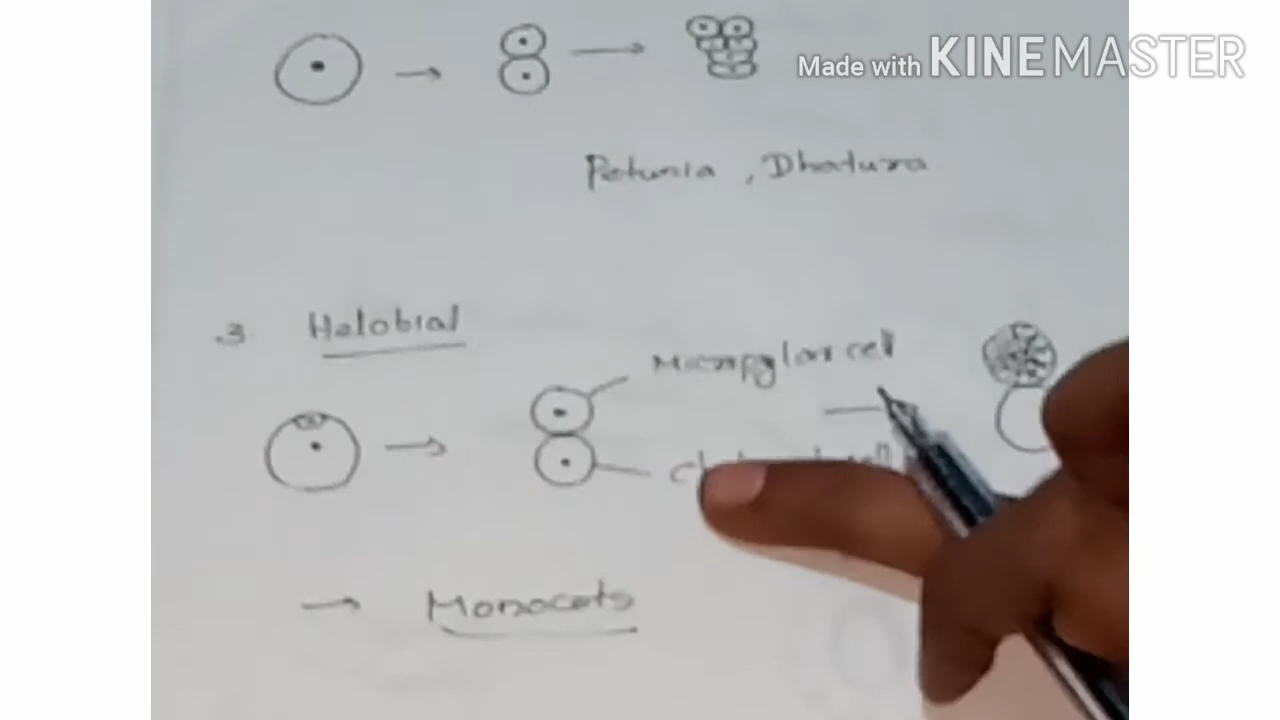 Made with KINEMASTER
Petunia , Dhatura
.3 Helobial
Micropylar cell
Monocots